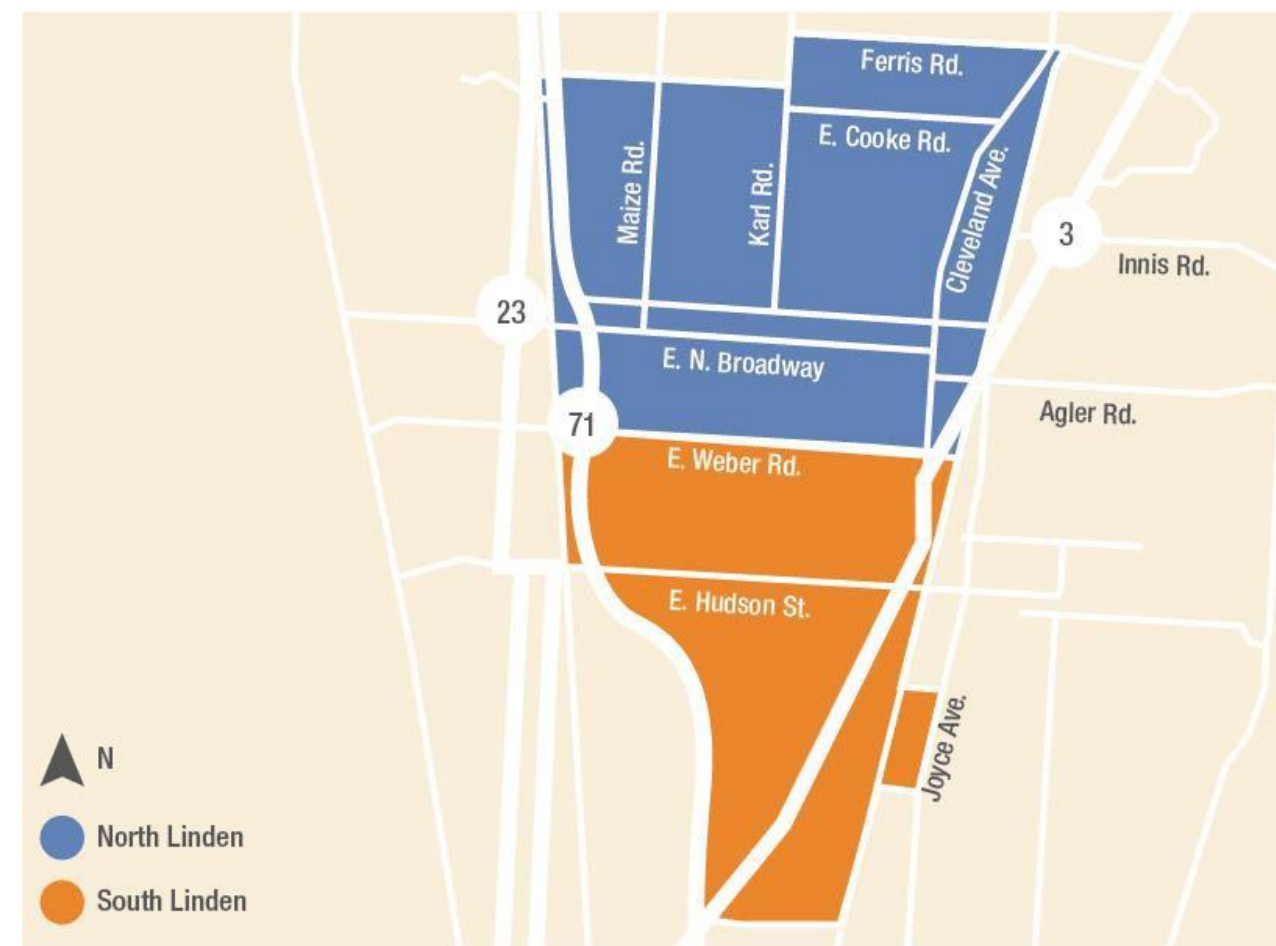 Ferris Rd.
E. Cooke Rd.
Maize Rd.
Karl Rd.
Cleveland Ave.
3
Innis Rd.
23
E. N. Broadway
Agler Rd.
71
E. Weber Rd.
E. Hudson St.
Joyce Ave.
N
North Linden
South Linden